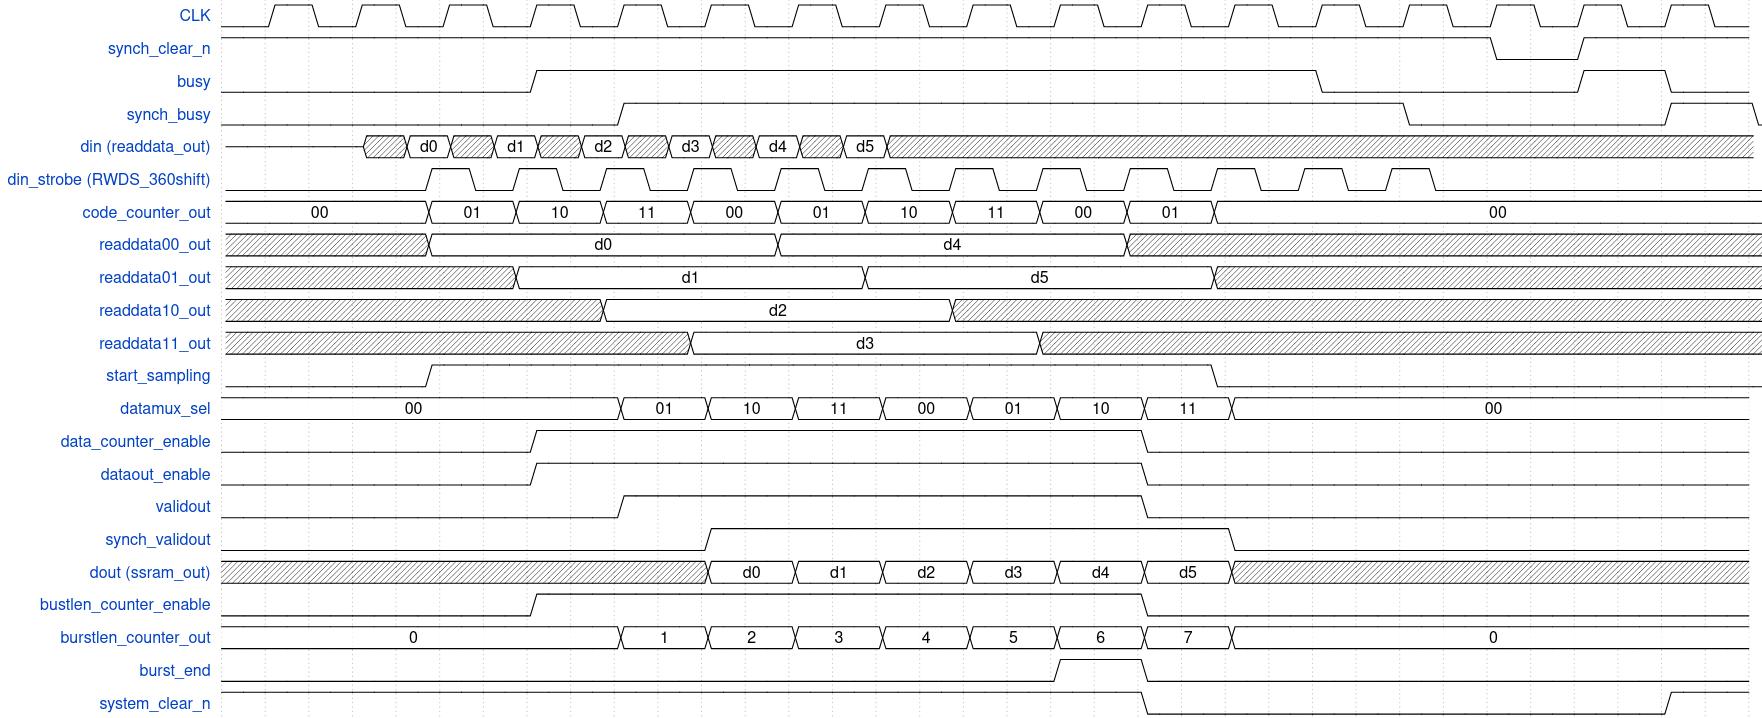 CLK
synch_clear_n
busy
synch_busy
din (readdata_out) d0 d1 d2 d3 d4 d5
din_strobe (RWDS_360shift)
code_counter_out 00 01 10 11 00 01 10 11 00 01 00
readdata00_out d0 d4
readdata01_out d1 d5
readdata10_out d2
readdata11_out d3
start_sampling
datamux_sel 00 01 10 11 00 01 10 11 00
data_counter_enable
dataout_enable
validout
synch_validout
dout (ssram_out) d0 d1 d2 d3 d4 d5
bustlen_counter_enable
burstlen_counter_out 0 1 2 3 4 5 6 7 0
burst_end
system_clear_n